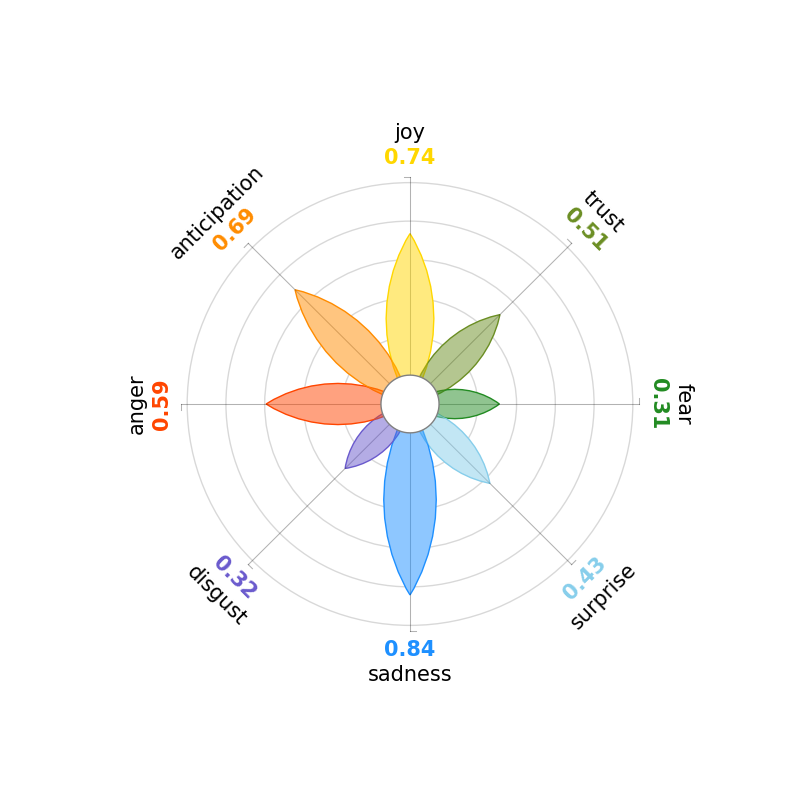 joy
0.74
trust
0.51
fear
0.31
surprise
0.43
sadness
0.84
disgust
0.32
anger
0.59
anticipation
0.69